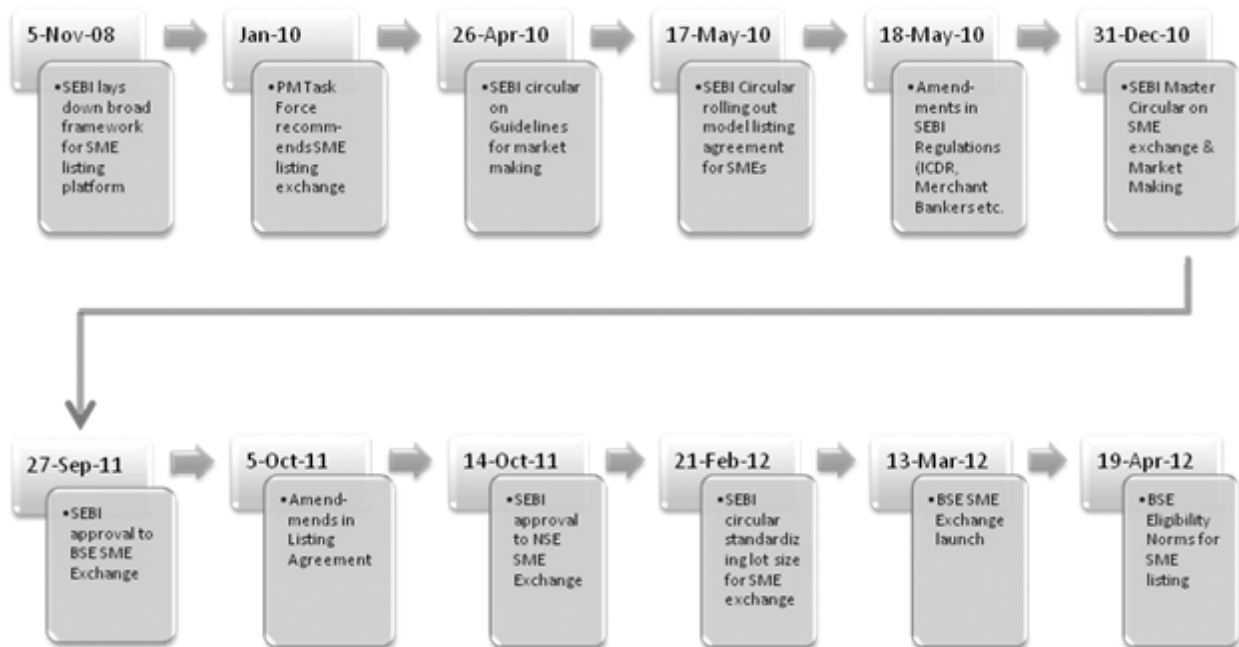 5-Nov-08
• SEBI lays
down broad
framework
for SME
listing
platform
Jan-10
• PM Task
Force
recomm-
ends SME
listing
exchange
26-Apr-10
• SEBI circular
on
Guidelines
for market
making
17-May-10
• SEBI Circular
rolling out
model listing
agreement
for SMEs
18-May-10
• Amend-
ments in
SEBI
Regulations
(ICDR,
Merchant
Bankers etc.
31-Dec-10
• SEBI Master
Circular on
SME
exchange &
Market
Making
27-Sep-11
• SEBI
approval to
BSE SME
Exchange
5-Oct-11
• Amend-
mends in
Listing
Agreement
14-Oct-11
• SEBI
approval
to NSE
SME
Exchange
21-Feb-12
• SEBI
circular
standardiz
ing lot size
for SME
exchange
13-Mar-12
• BSE SME
Exchange
launch
19-Apr-12
• BSE
Eligibility
Norms for
SME
listing